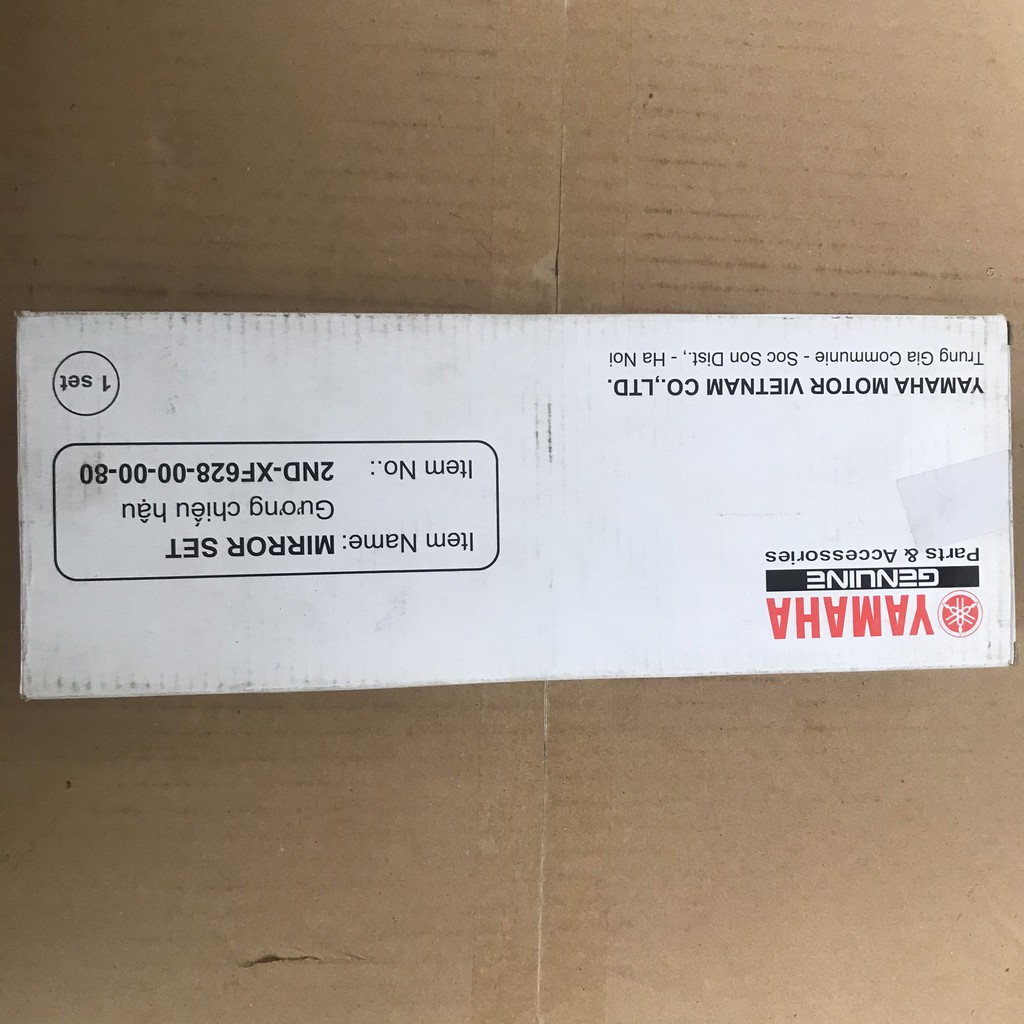 YAMAHA
GENUINE
Parts & Accessories
Item Name: MIRROR SET
Gương chiếu hậu
Item No.: 2ND-XF628-00-00-80
YAMAHA MOTOR VIETNAM CO.,LTD.
Trung Gia Communie - Soc Son Dist., - Ha Noi
1 set